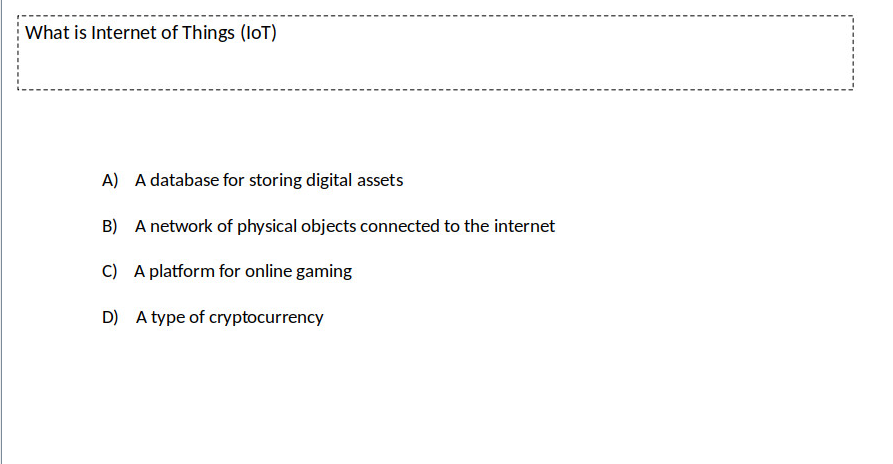 What is Internet of Things (IoT)
A) A database for storing digital assets
B) A network of physical objects connected to the internet
C) A platform for online gaming
D) A type of cryptocurrency